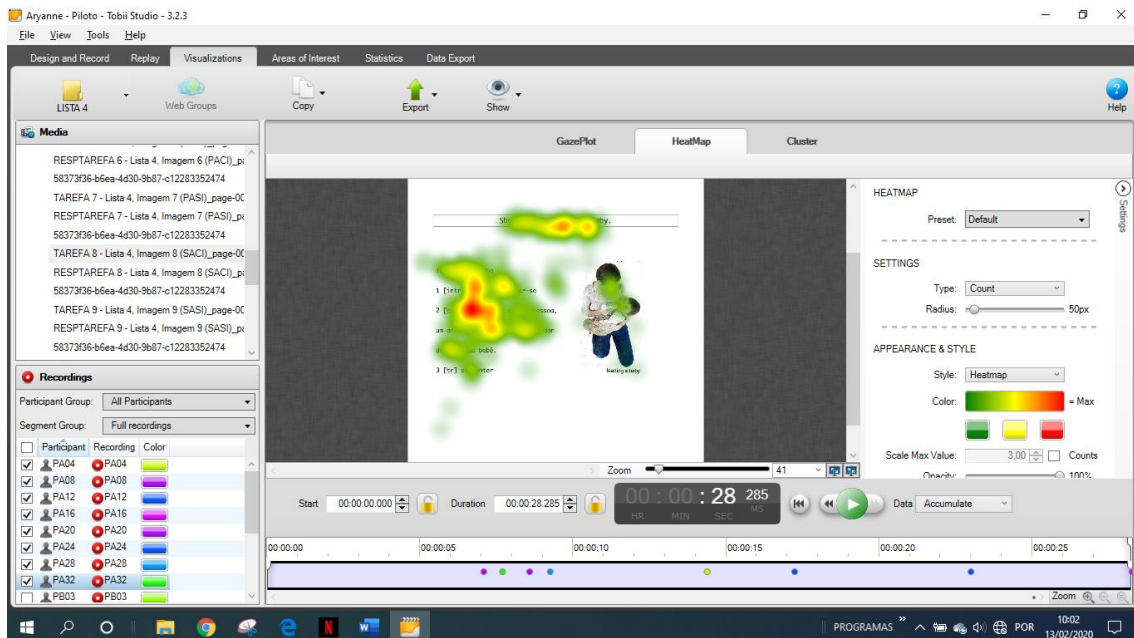 Aryanne - Piloto - Tobii Studio - 3.2.3
File View Tools Help
Design and Record Replay Visualizations Areas of Interest Statistics Data Export
LISTA 4
Web Groups
Copy
Export
Show
Help
Media
RESPTAREFA 6 - Lista 4, Imagem 6 (PACI)_pa
58373f36-b6ea-4d30-9b87-c12283352474
TAREFA 7 - Lista 4, Imagem 7 (PASI)_page-00
RESPTAREFA 7 - Lista 4, Imagem 7 (PASI)_pa
58373f36-b6ea-4d30-9b87-c12283352474
TAREFA 8 - Lista 4, Imagem 8 (SACI)_page-00
RESPTAREFA 8 - Lista 4, Imagem 8 (SACI)_pa
58373f36-b6ea-4d30-9b87-c12283352474
TAREFA 9 - Lista 4, Imagem 9 (SASI)_page-00
RESPTAREFA 9 - Lista 4, Imagem 9 (SASI)_pa
58373f36-b6ea-4d30-9b87-c12283352474
Recordings
Participant Group: All Participants
Segment Group: Full recordings
Participant Recording Color
PA04 PA04
PA08 PA08
PA12 PA12
PA16 PA16
PA20 PA20
PA24 PA24
PA28 PA28
PA32 PA32
PB03 PB03
GazePlot HeatMap Cluster
1
2
bebê.
3 [tr]
Zoom 41
HEATMAP
Preset: Default
SETTINGS
Type: Count
Radius: 50px
APPEARANCE & STYLE
Style: Heatmap
Color: = Max
Scale Max Value: 3,00 Counts
Opacity: 100%
Settings
Start 00:00:00.000 Duration 00:00:28.285
00 : 00 : 28 285
HR MIN SEC MS
Data Accumulate
00:00:00 00:00:05 00:00:10 00:00:15 00:00:20 00:00:25
Zoom
PROGRAMAS POR 10:02
13/02/2020